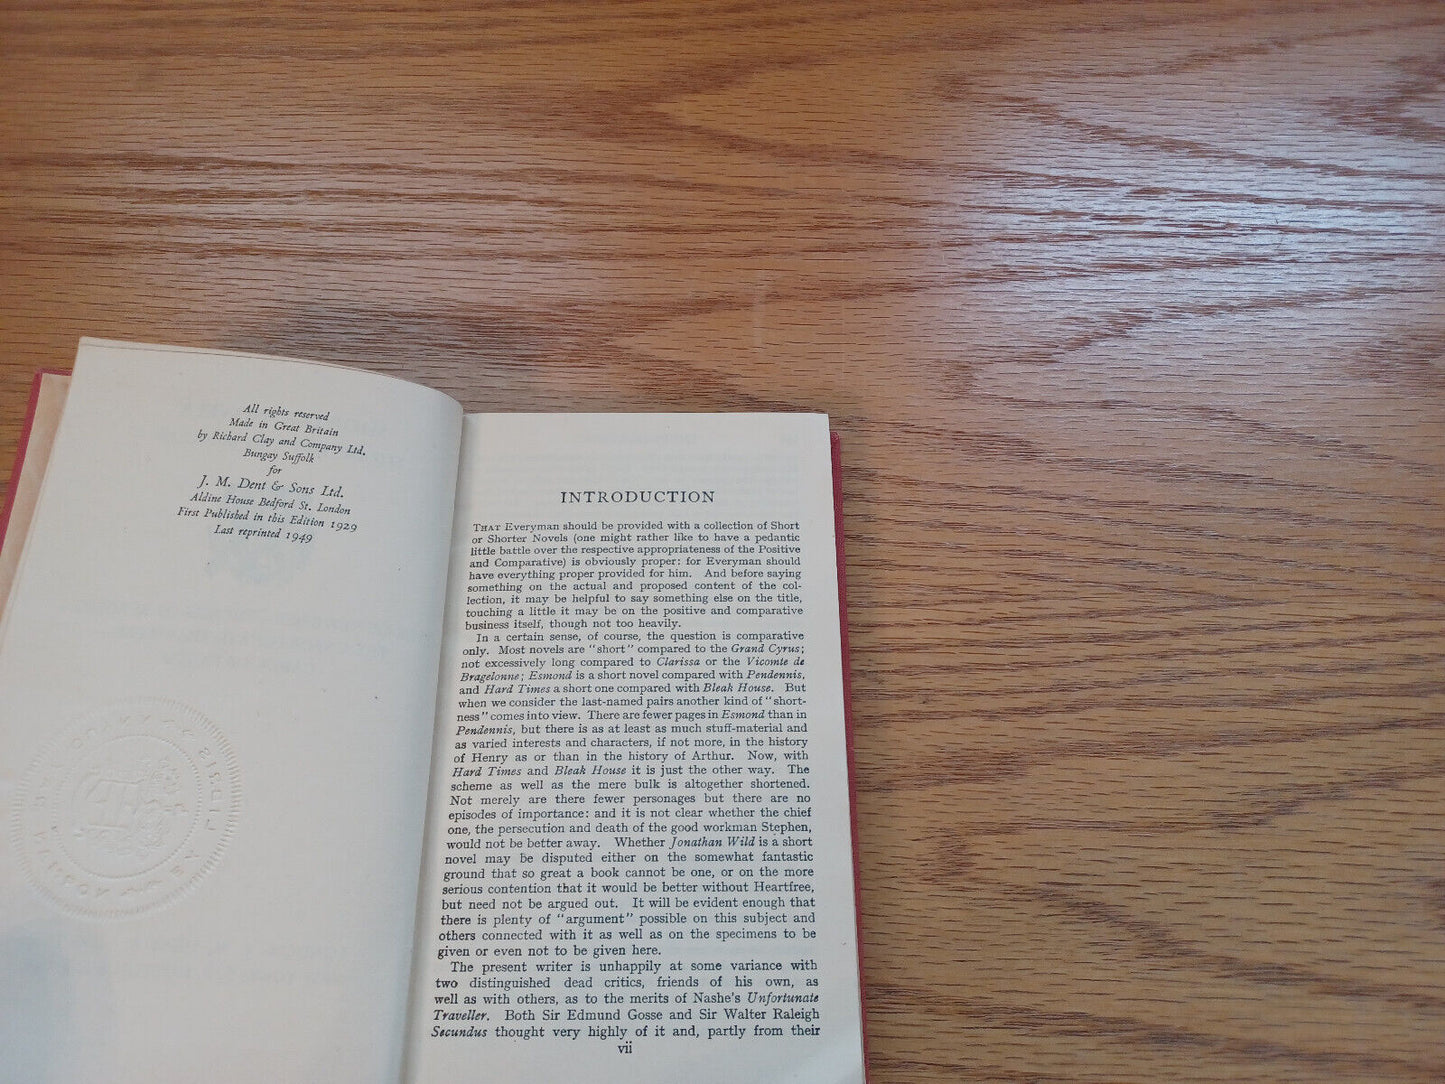 All rights reserved
Made in Great Britain
by Richard Clay and Company Ltd.
Bungay Suffolk
for
J. M. Dent & Sons Ltd.
Aldine House Bedford St. London
First Published in this Edition 1929
Last reprinted 1949
INTRODUCTION
THAT Everyman should be provided with a collection of Short
or Shorter Novels (one might rather like to have a pedantic
little battle over the respective appropriateness of the Positive
and Comparative) is obviously proper: for Everyman should
have everything proper provided for him. And before saying
something on the actual and proposed content of the col-
lection, it may be helpful to say something else on the title,
touching a little it may be on the positive and comparative
business itself, though not too heavily.
In a certain sense, of course, the question is comparative
only. Most novels are "short" compared to the Grand Cyrus;
not excessively long compared to Clarissa or the Vicomte de
Bragelonne; Esmond is a short novel compared with Pendennis,
and Hard Times a short one compared with Bleak House. But
when we consider the last-named pairs another kind of "short-
ness" comes into view. There are fewer pages in Esmond than in
Pendennis, but there is as at least as much stuff-material and
as varied interests and characters, if not more, in the history
of Henry as or than in the history of Arthur. Now, with
Hard Times and Bleak House it is just the other way. The
scheme as well as the mere bulk is altogether shortened.
Not merely are there fewer personages but there are no
episodes of importance: and it is not clear whether the chief
one, the persecution and death of the good workman Stephen,
would not be better away. Whether Jonathan Wild is a short
novel may be disputed either on the somewhat fantastic
ground that so great a book cannot be one, or on the more
serious contention that it would be better without Heartfree,
but need not be argued out. It will be evident enough that
there is plenty of "argument" possible on this subject and
others connected with it as well as on the specimens to be
given or even not to be given here.
The present writer is unhappily at some variance with
two distinguished dead critics, friends of his own, as
well as with others, as to the merits of Nashe's Unfortunate
Traveller. Both Sir Edmund Gosse and Sir Walter Raleigh
Secundus thought very highly of it and, partly from their
vii